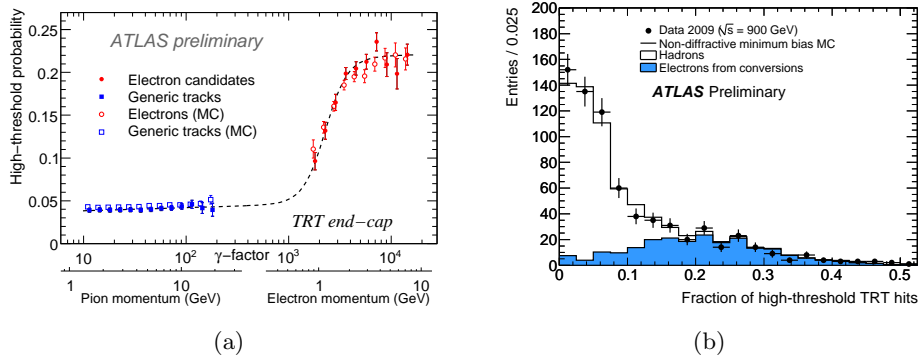 High−threshold probability
0.25
0.2
0.15
0.1
0.05
0
ATLAS preliminary
Electron candidates
Generic tracks
Electrons (MC)
Generic tracks (MC)
TRT end−cap
10 10² γ−factor 10³ 10⁴
1 10 1 10
Pion momentum (GeV) Electron momentum (GeV)
(a)
Entries / 0.025
200
180
160
140
120
100
80
60
40
20
0
Data 2009 (√s = 900 GeV)
Non-diffractive minimum bias MC
Hadrons
Electrons from conversions
ATLAS Preliminary
0 0.1 0.2 0.3 0.4 0.5
Fraction of high-threshold TRT hits
(b)